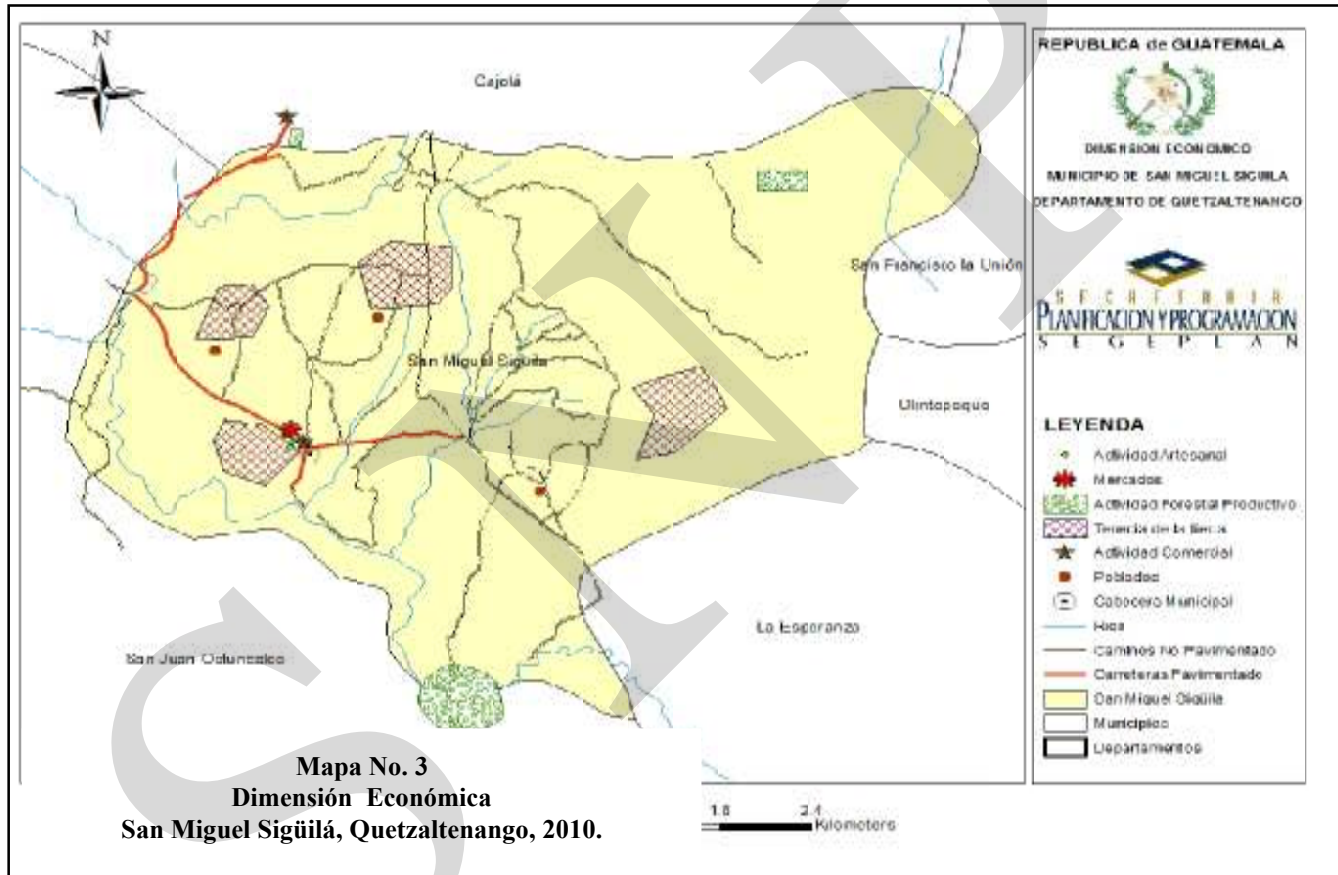 N
Cajolá
San Francisco la Unión
San Miguel Sigüila
Olintepeque
La Esperanza
San Juan Ostuncalco
Mapa No. 3
Dimensión Económica
San Miguel Sigüilá, Quetzaltenango, 2010.
1.8 2.4
Kilometers
REPUBLICA de GUATEMALA
DIMENSION ECONOMICO
MUNICIPIO DE SAN MIGUEL SIGUILA
DEPARTAMENTO DE QUETZALTENANGO
SECRETARIA
PLANIFICACION Y PROGRAMACION
SEGEPLAN
LEYENDA
Actividad Artesanal
Mercados
Actividad Forestal Productivo
Tenecia de la tierra
Actividad Comercial
Poblados
Cabecera Municipal
Rios
Caminos No Pavimentado
Carreteras Pavimentado
San Miguel Sigüila
Municipios
Departamentos